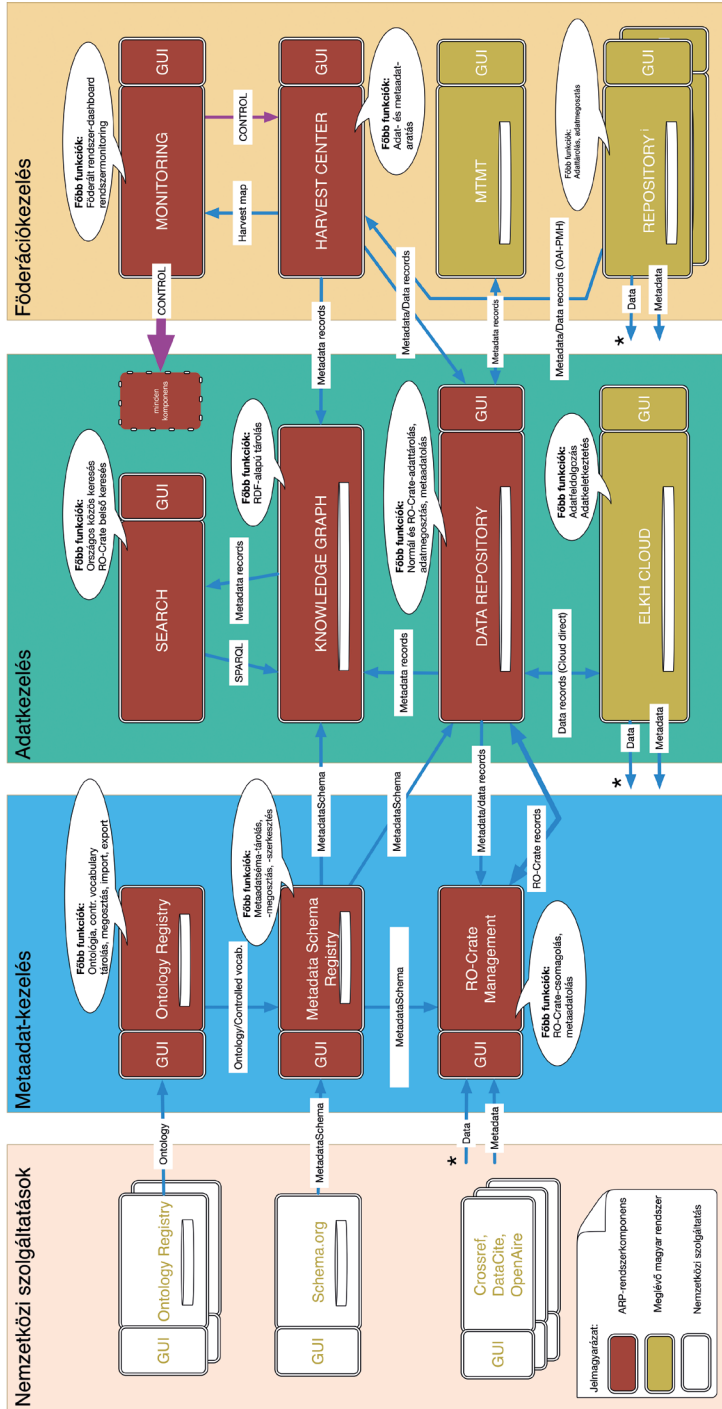 Nemzetközi szolgáltatások
GUI
Ontology Registry
GUI
Schema.org
GUI
Crossref,
DataCite,
OpenAire
Jelmagyarázat:
ARP-rendszerkomponens
Meglévő magyar rendszer
Nemzetközi szolgáltatás
Ontology
MetadataSchema
*
Data
Metadata
Metaadat-kezelés
Főbb funkciók:
Ontológia, contr. vocabulary
tárolás, megosztás, import, export
GUI
Ontology Registry
Ontology/Controlled vocab.
Főbb funkciók:
Metaadatséma-tárolás,
-megosztás, -szerkesztés
GUI
Metadata Schema
Registry
MetadataSchema
GUI
RO-Crate
Management
Főbb funkciók:
RO-Crate-csomagolás,
metaadatolás
MetadataSchema
MetadataSchema
Metadata/data records
RO-Crate records
*
Data
Metadata
Adatkezelés
Főbb funkciók:
Országos közös keresés
RO-Crate belső keresés
SEARCH
GUI
minden
komponens
SPARQL
Metadata records
Főbb funkciók:
RDF-alapú tárolás
KNOWLEDGE GRAPH
Metadata records
Főbb funkciók:
Normál és RO-Crate-adattárolás,
adatmegosztás, metaadatolás
DATA REPOSITORY
GUI
Data records (Cloud direct)
Főbb funkciók:
Adatfeldolgozás
Adatkeletkeztetés
ELKH CLOUD
GUI
CONTROL
Metadata records
Metadata/Data records
Metadata records
Metadata/Data records (OAI-PMH)
*
Data
Metadata
Föderációkezelés
Főbb funkciók:
Föderált rendszer-dashboard
rendszermonitoring
MONITORING
GUI
Harvest map
CONTROL
HARVEST CENTER
GUI
Főbb funkciók:
Adat- és metaadat-
aratás
MTMT
GUI
Főbb funkciók:
Adattárolás, adatmegosztás
REPOSITORY i
GUI